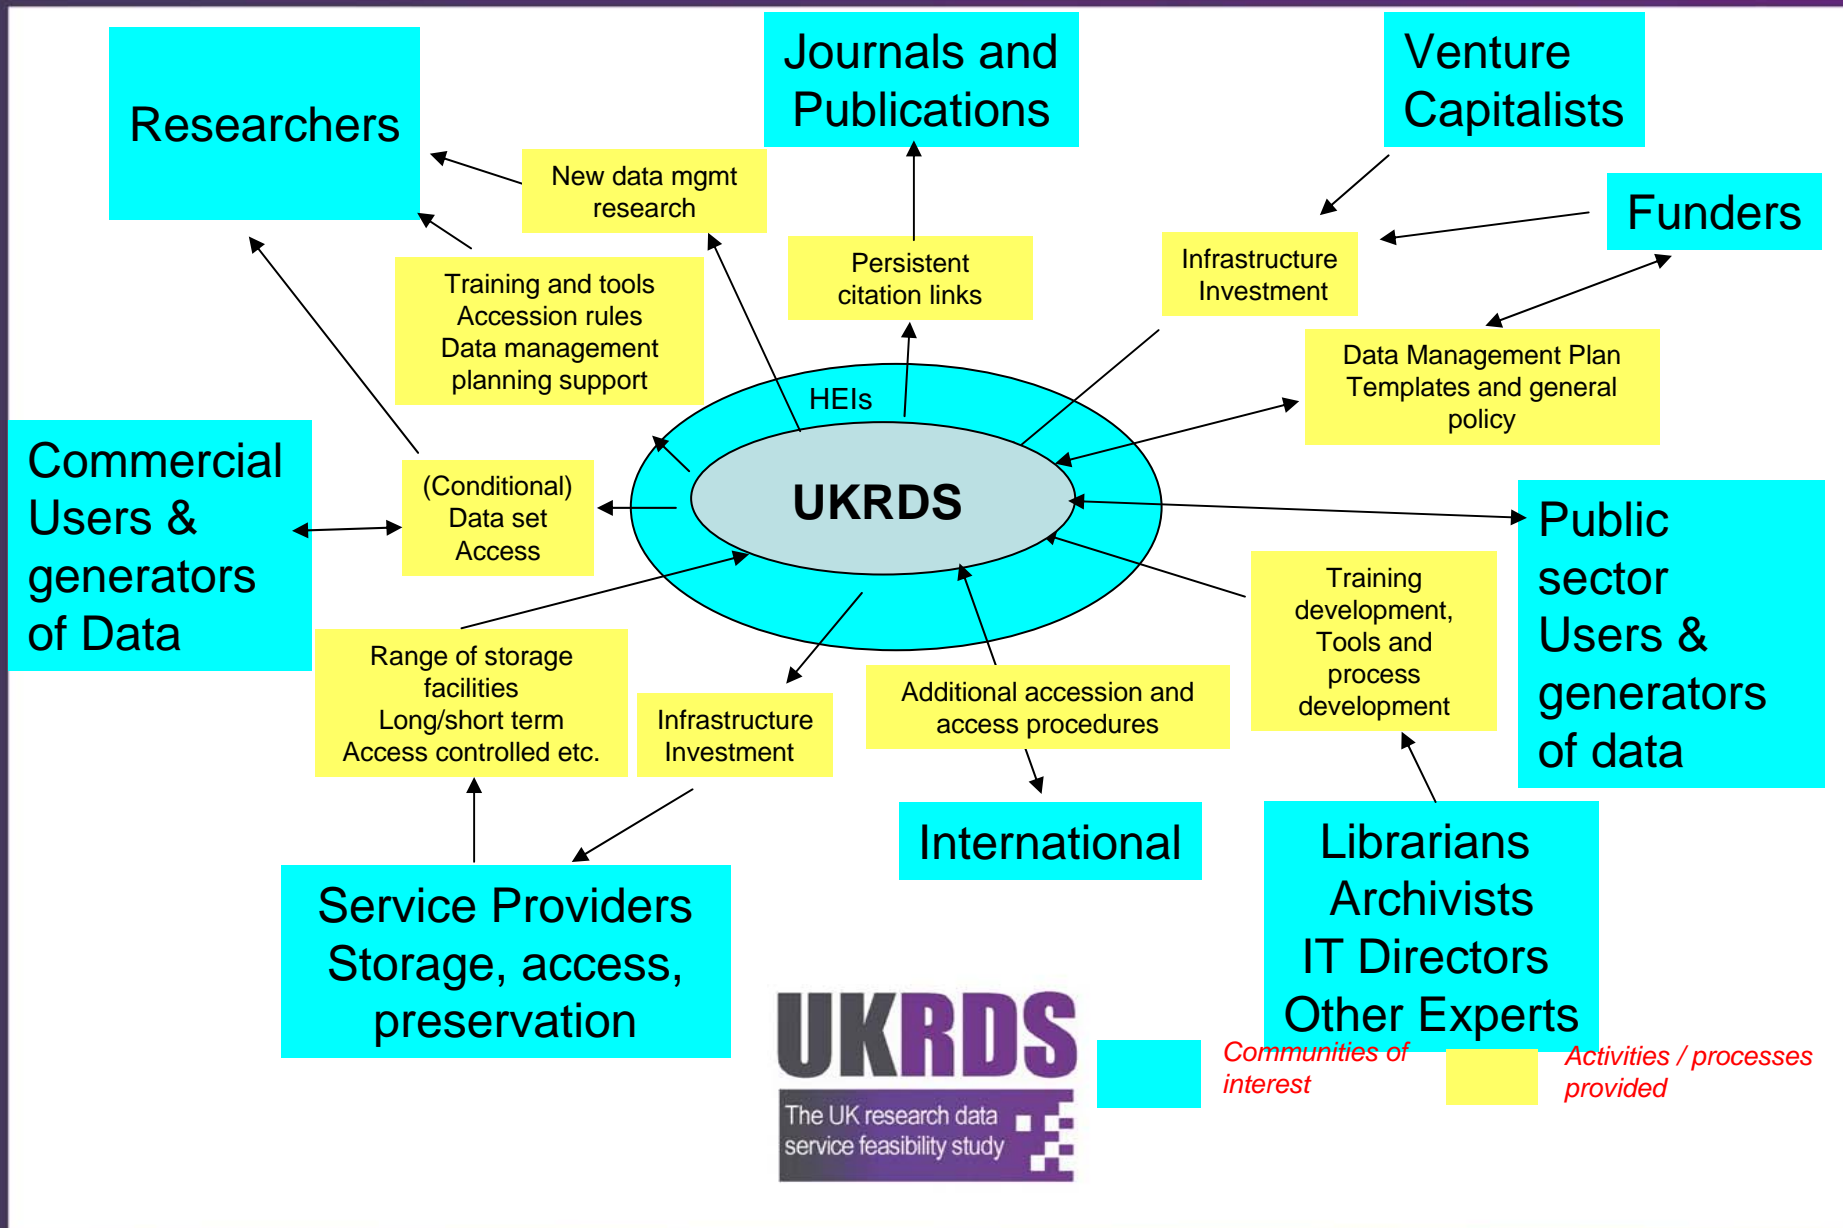 Researchers
Journals and
Publications
Venture
Capitalists
Funders
New data mgmt
research
Training and tools
Accession rules
Data management
planning support
Persistent
citation links
Infrastructure
Investment
Data Management Plan
Templates and general
policy
HEIs
UKRDS
Commercial
Users &
generators
of Data
(Conditional)
Data set
Access
Public
sector
Users &
generators
of data
Training
development,
Tools and
process
development
Range of storage
facilities
Long/short term
Access controlled etc.
Infrastructure
Investment
Additional accession and
access procedures
International
Librarians
Archivists
IT Directors
Other Experts
Service Providers
Storage, access,
preservation
UKRDS
The UK research data
service feasibility study
Communities of
interest
Activities / processes
provided